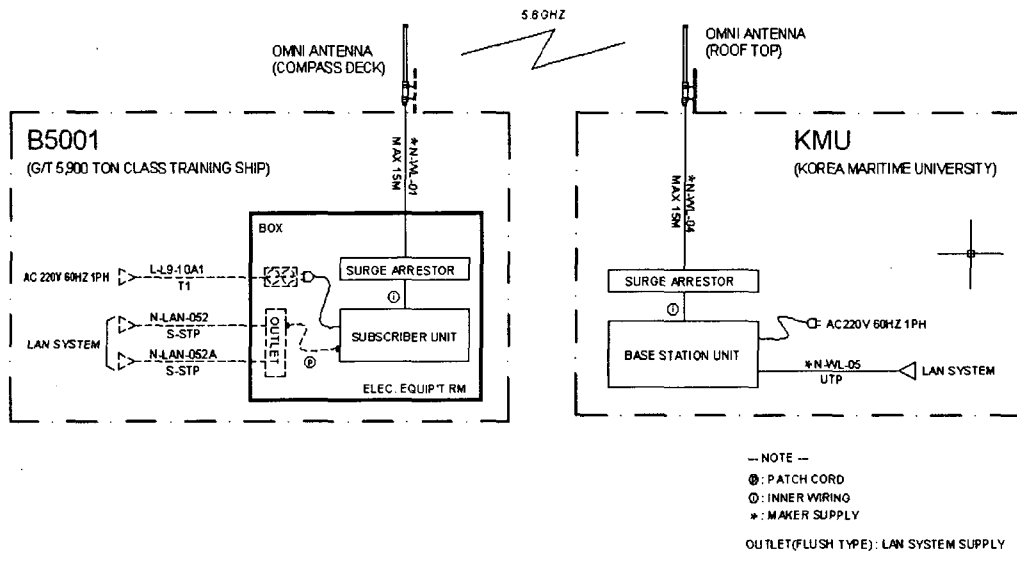 5.8GHZ
OMNI ANTENNA
(COMPASS DECK)
OMNI ANTENNA
(ROOF TOP)
B5001
(G/T 5,900 TON CLASS TRAINING SHIP)
*N-WL-01
MAX 15M
BOX
AC 220V 60HZ 1PH
L-L9-10A1
T1
SURGE ARRESTOR
i
LAN SYSTEM
N-LAN-052
S-STP
N-LAN-052A
S-STP
OUTLET
SUBSCRIBER UNIT
P
ELEC. EQUIP'T RM
KMU
(KOREA MARITIME UNIVERSITY)
*N-WL-04
MAX 15M
SURGE ARRESTOR
i
BASE STATION UNIT
AC220V 60HZ 1PH
*N-WL-05
UTP
LAN SYSTEM
-- NOTE --
P : PATCH CORD
i : INNER WIRING
* : MAKER SUPPLY
OUTLET(FLUSH TYPE) : LAN SYSTEM SUPPLY